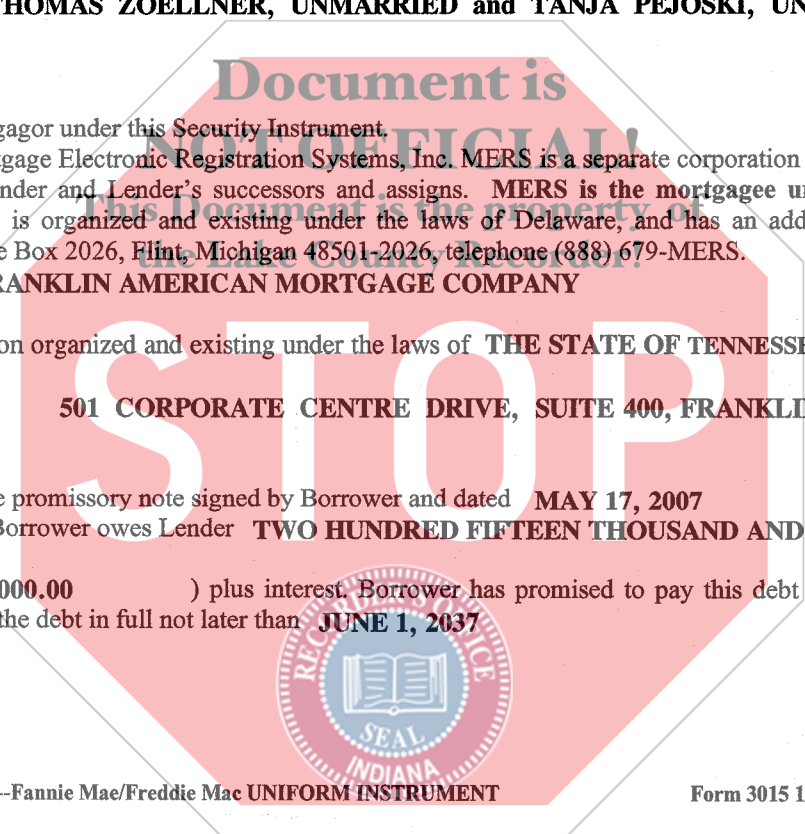 THOMAS ZOELLNER, UNMARRIED and TANJA PEJOSKI, UN
Document is
gagor under this Security Instrument.
NOT OFFICIAL!
gage Electronic Registration Systems, Inc. MERS is a separate corporation
nder and Lender's successors and assigns. MERS is the mortgagee u
This Document is the property of
is organized and existing under the laws of Delaware, and has an add
e Box 2026, Flint, Michigan 48501-2026, telephone (888) 679-MERS.
the Lake County Recorder!
RANKLIN AMERICAN MORTGAGE COMPANY
STOP
on organized and existing under the laws of THE STATE OF TENNESSE
501 CORPORATE CENTRE DRIVE, SUITE 400, FRANKLI
e promissory note signed by Borrower and dated MAY 17, 2007
Borrower owes Lender TWO HUNDRED FIFTEEN THOUSAND AND
000.00 ) plus interest. Borrower has promised to pay this debt
the debt in full not later than JUNE 1, 2037
RECORDER'S OFFICE
SEAL
INDIANA
--Fannie Mae/Freddie Mac UNIFORM INSTRUMENT Form 3015 1